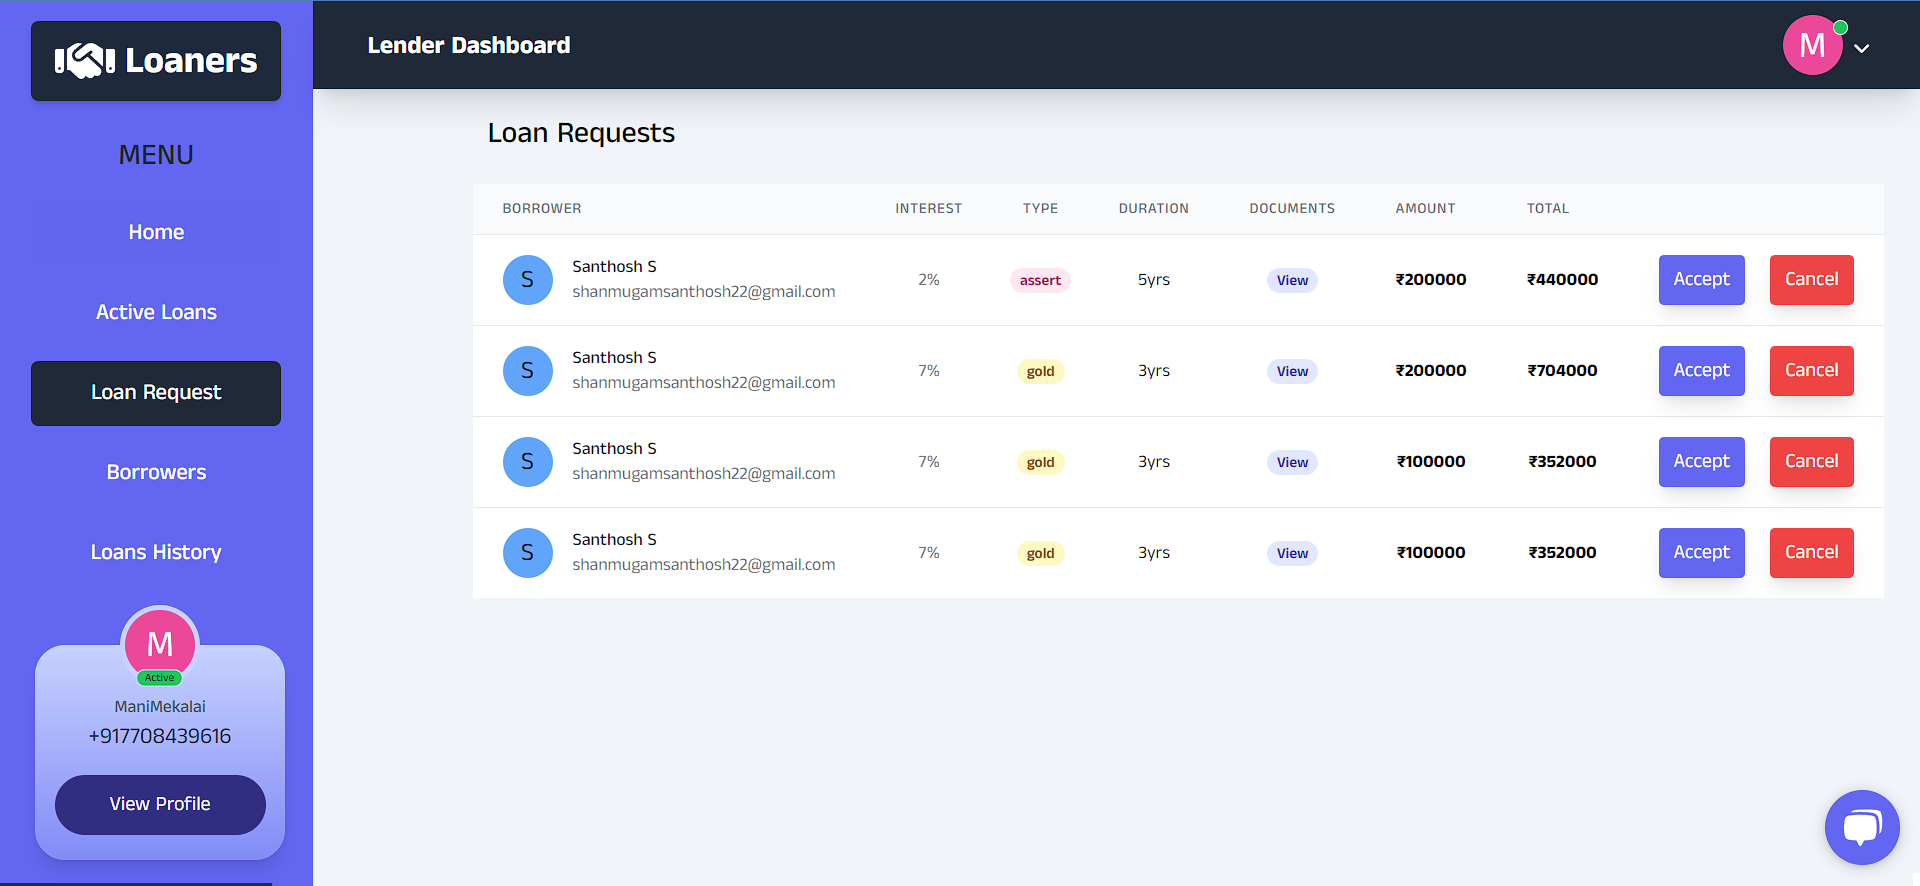 Loaners
Lender Dashboard
M
MENU
Home
Active Loans
Loan Request
Borrowers
Loans History
M
Active
ManiMekalai
+917708439616
View Profile
Loan Requests
BORROWER INTEREST TYPE DURATION DOCUMENTS AMOUNT TOTAL
S Santhosh S
shanmugamsanthosh22@gmail.com 2% assert 5yrs View ₹200000 ₹440000 Accept Cancel
S Santhosh S
shanmugamsanthosh22@gmail.com 7% gold 3yrs View ₹200000 ₹704000 Accept Cancel
S Santhosh S
shanmugamsanthosh22@gmail.com 7% gold 3yrs View ₹100000 ₹352000 Accept Cancel
S Santhosh S
shanmugamsanthosh22@gmail.com 7% gold 3yrs View ₹100000 ₹352000 Accept Cancel